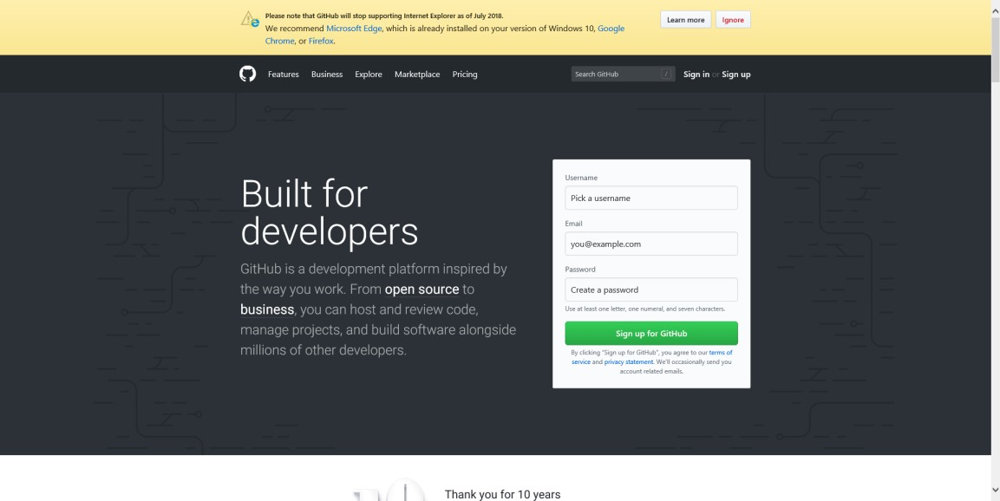 Please note that GitHub will stop supporting Internet Explorer as of July 2018.
We recommend Microsoft Edge, which is already installed on your version of Windows 10, Google
Chrome, or Firefox.
Learn more
Ignore
Features
Business
Explore
Marketplace
Pricing
Search GitHub
/
Sign in or Sign up
Built for
developers
GitHub is a development platform inspired by
the way you work. From open source to
business, you can host and review code,
manage projects, and build software alongside
millions of other developers.
Username
Pick a username
Email
you@example.com
Password
Create a password
Use at least one letter, one numeral, and seven characters.
Sign up for GitHub
By clicking "Sign up for GitHub", you agree to our terms of
service and privacy statement. We'll occasionally send you
account related emails.
Thank you for 10 years